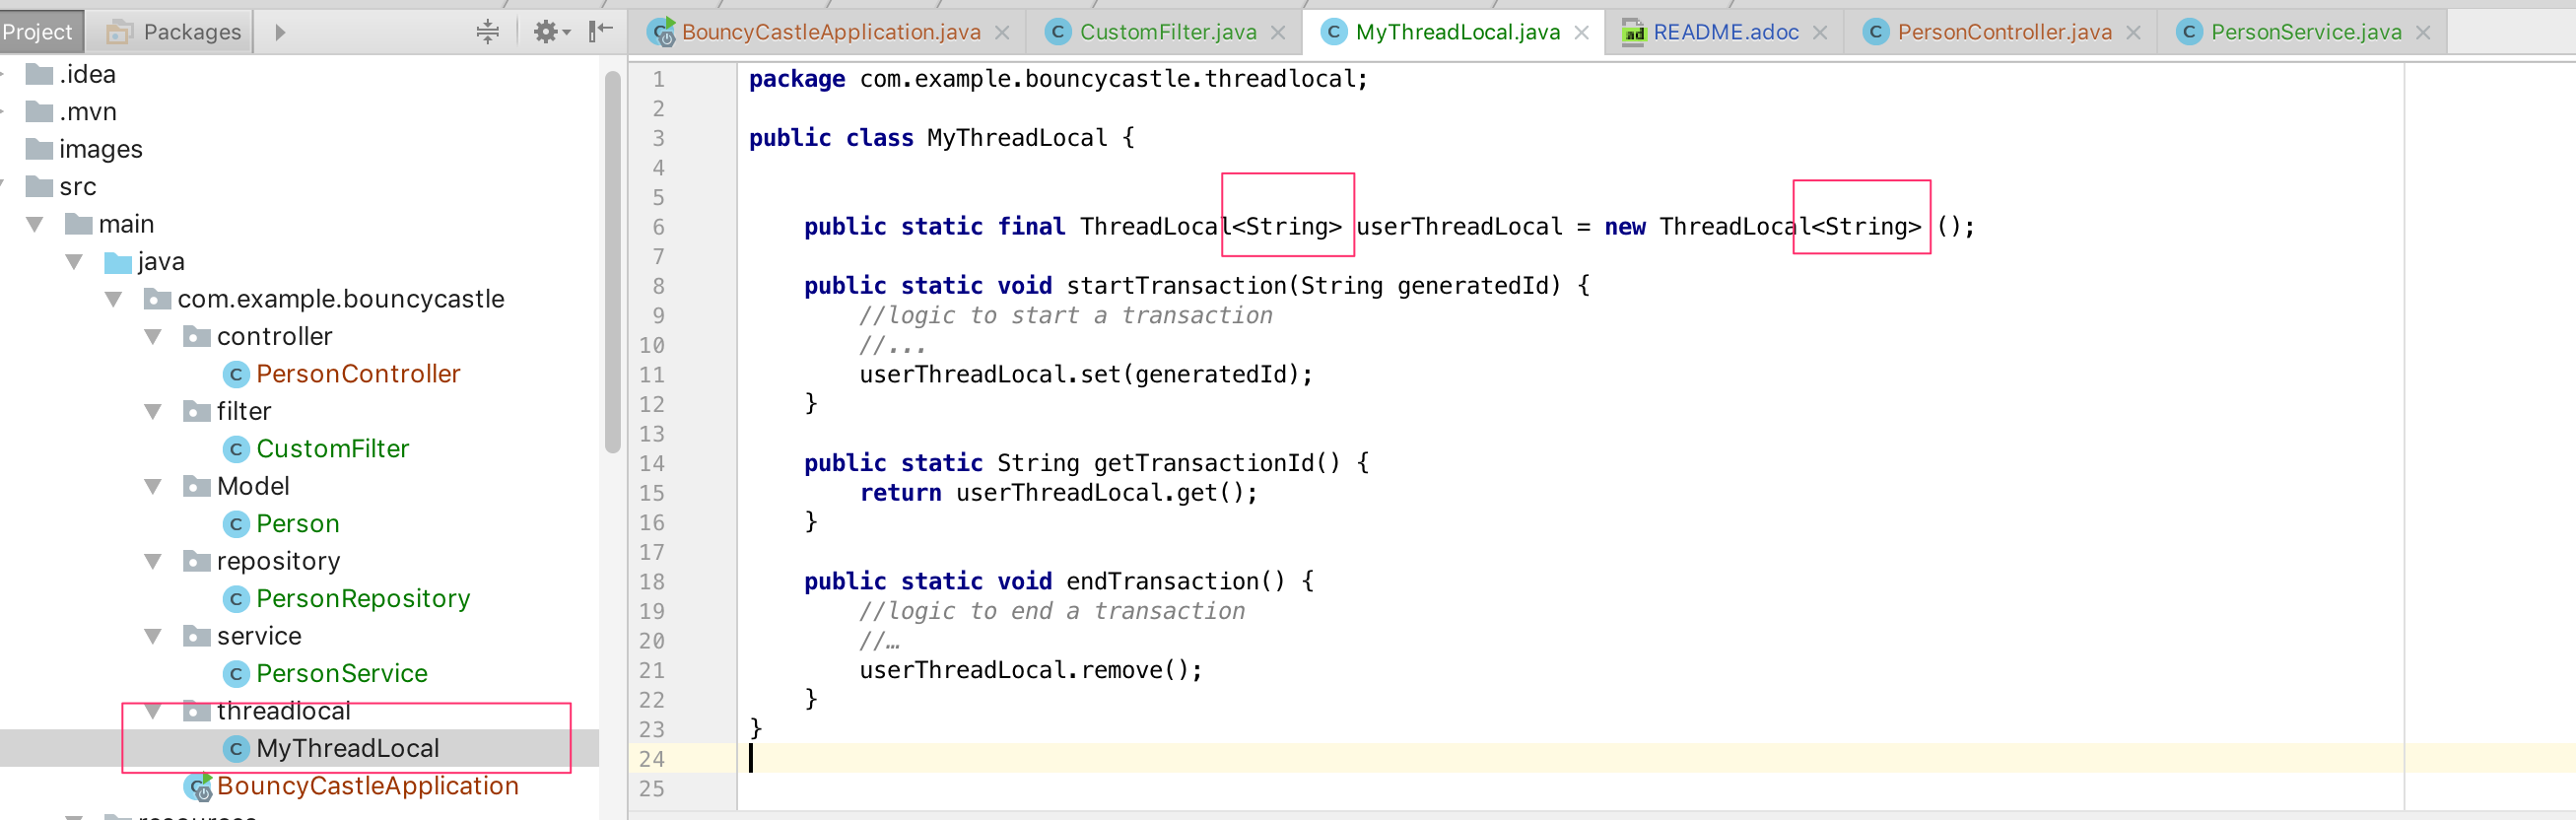 Project Packages
BouncyCastleApplication.java CustomFilter.java MyThreadLocal.java README.adoc PersonController.java PersonService.java
.idea
.mvn
images
src
main
java
com.example.bouncycastle
controller
PersonController
filter
CustomFilter
Model
Person
repository
PersonRepository
service
PersonService
threadlocal
MyThreadLocal
BouncyCastleApplication
resources
1 package com.example.bouncycastle.threadlocal;
2
3 public class MyThreadLocal {
4
5
6 public static final ThreadLocal<String> userThreadLocal = new ThreadLocal<String> ();
7
8 public static void startTransaction(String generatedId) {
9 //logic to start a transaction
10 //...
11 userThreadLocal.set(generatedId);
12 }
13
14 public static String getTransactionId() {
15 return userThreadLocal.get();
16 }
17
18 public static void endTransaction() {
19 //logic to end a transaction
20 //…
21 userThreadLocal.remove();
22 }
23 }
24
25